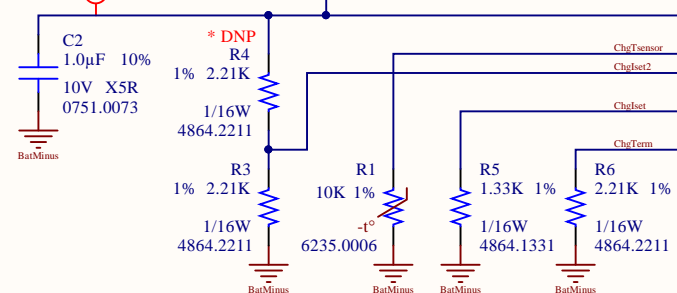 C2
1.0µF 10%
10V X5R
0751.0073
BatMinus
* DNP
R4
1% 2.21K
1/16W
4864.2211
R3
1% 2.21K
1/16W
4864.2211
BatMinus
R1
10K 1%
-t°
6235.0006
BatMinus
R5
1.33K 1%
1/16W
4864.1331
BatMinus
R6
2.21K 1%
1/16W
4864.2211
BatMinus
ChgTsensor
ChgIset2
ChgIset
ChgTerm